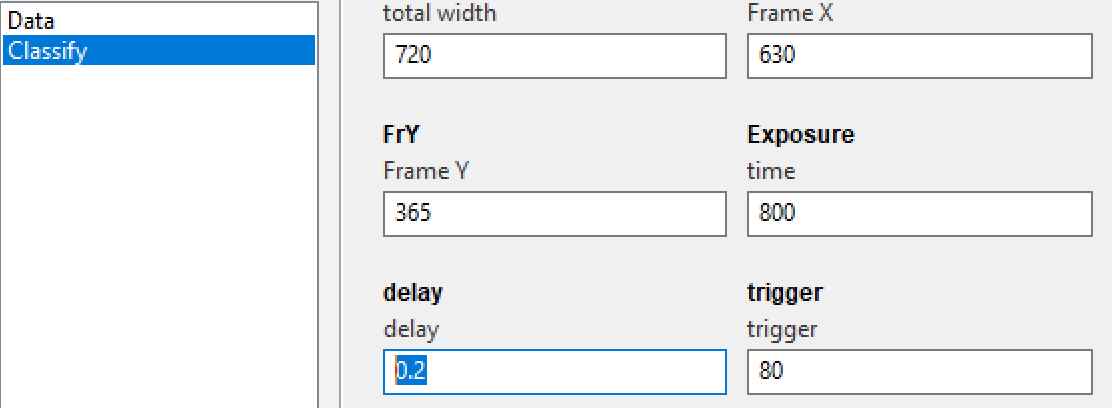 Data
Classify
total width
Frame X
720
630
FrY
Exposure
Frame Y
time
365
800
delay
trigger
delay
trigger
0.2
80